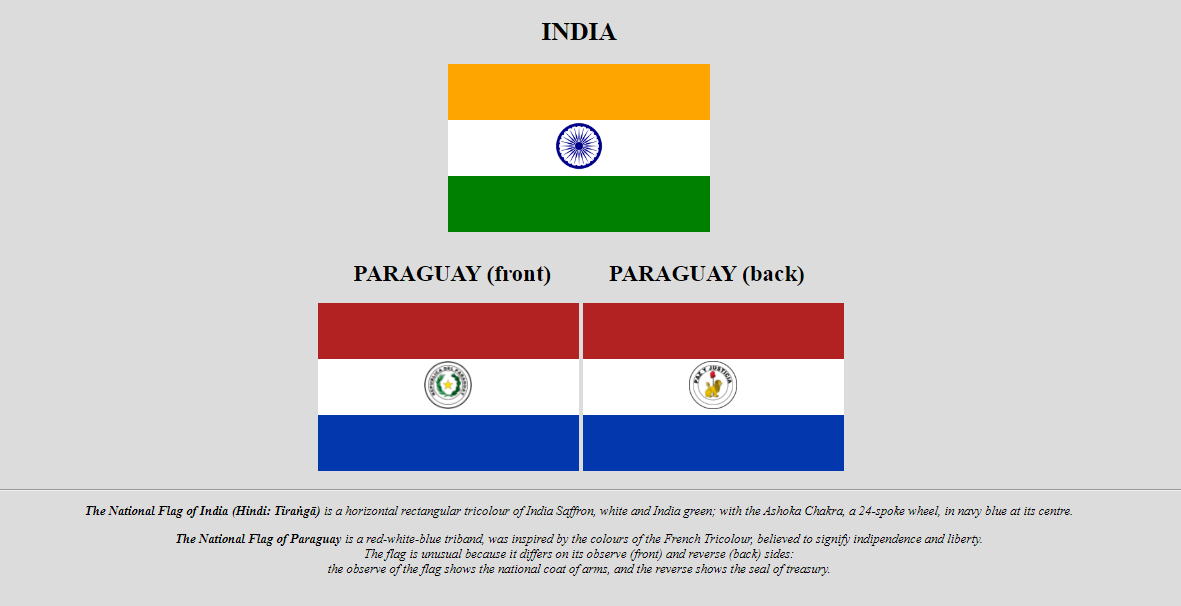 INDIA
PARAGUAY (front) PARAGUAY (back)
REPUBLICA DEL PARAGUAY
PAZ Y JUSTICIA
The National Flag of India (Hindi: Tiraṅgā) is a horizontal rectangular tricolour of India Saffron, white and India green; with the Ashoka Chakra, a 24-spoke wheel, in navy blue at its centre.
The National Flag of Paraguay is a red-white-blue triband, was inspired by the colours of the French Tricolour, believed to signify indipendence and liberty.
The flag is unusual because it differs on its observe (front) and reverse (back) sides:
the observe of the flag shows the national coat of arms, and the reverse shows the seal of treasury.